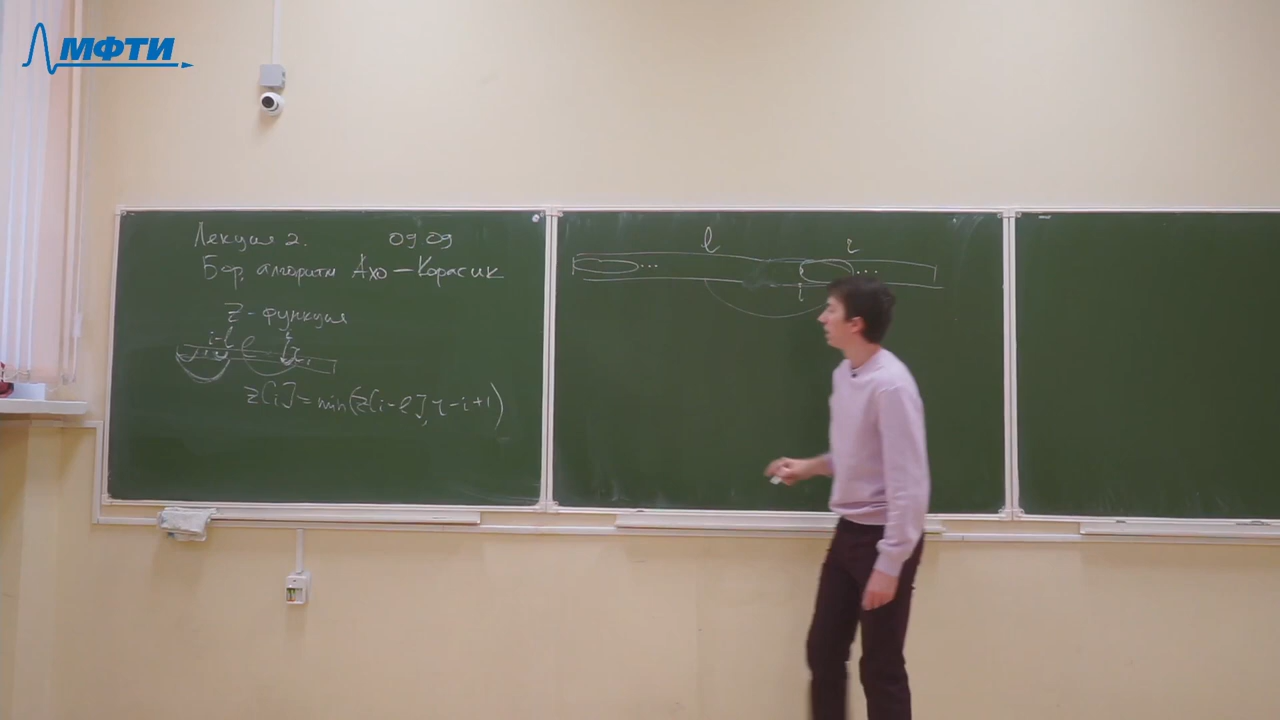 МФТИ
Лекция 2. 09.09
Бор, алгоритм Ахо–Корасик
Z-функция
i-l l i r
z[i]=min(z[i-l], r-i+1)
l r
...
...
i